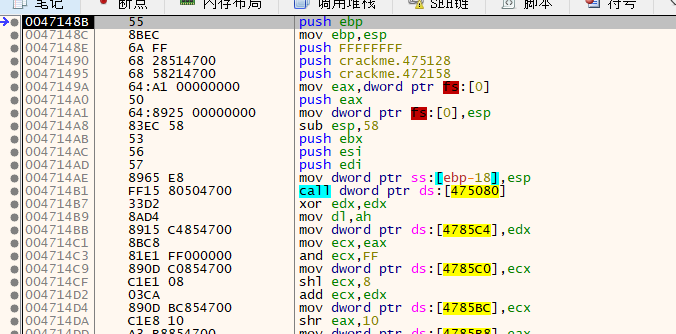 笔记 断点 内存布局 调用堆栈 SEH链 脚本 符号
0047148B 55 push ebp
0047148C 8BEC mov ebp,esp
0047148E 6A FF push FFFFFFFF
00471490 68 28514700 push crackme.475128
00471495 68 58214700 push crackme.472158
0047149A 64:A1 00000000 mov eax,dword ptr fs:[0]
004714A0 50 push eax
004714A1 64:8925 00000000 mov dword ptr fs:[0],esp
004714A8 83EC 58 sub esp,58
004714AB 53 push ebx
004714AC 56 push esi
004714AD 57 push edi
004714AE 8965 E8 mov dword ptr ss:[ebp-18],esp
004714B1 FF15 80504700 call dword ptr ds:[475080]
004714B7 33D2 xor edx,edx
004714B9 8AD4 mov dl,ah
004714BB 8915 C4854700 mov dword ptr ds:[4785C4],edx
004714C1 8BC8 mov ecx,eax
004714C3 81E1 FF000000 and ecx,FF
004714C9 890D C0854700 mov dword ptr ds:[4785C0],ecx
004714CF C1E1 08 shl ecx,8
004714D2 03CA add ecx,edx
004714D4 890D BC854700 mov dword ptr ds:[4785BC],ecx
004714DA C1E8 10 shr eax,10
004714DD A3 B8854700 mov dword ptr ds:[4785B8],eax